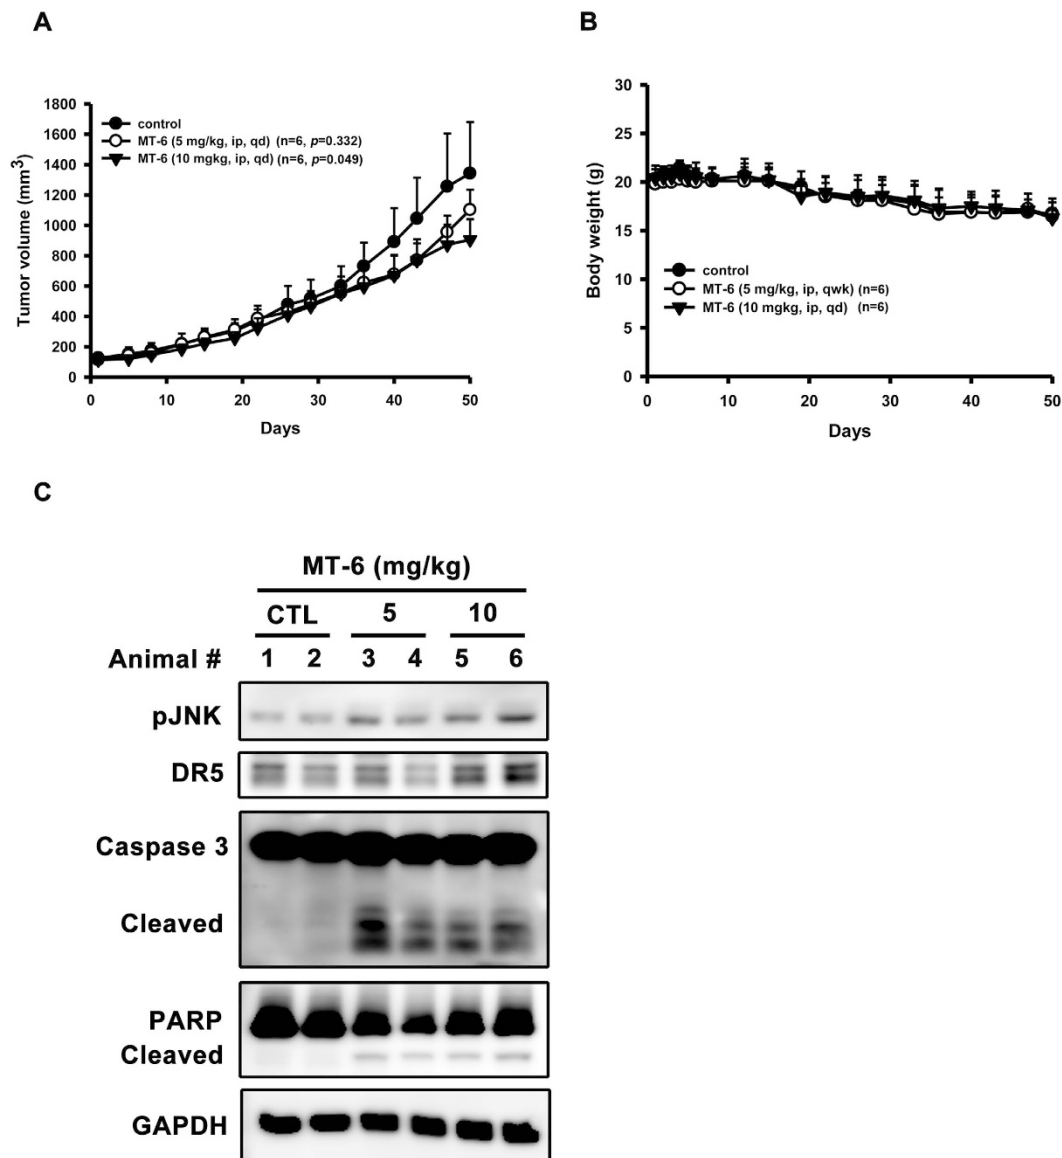 A
Tumor volume (mm3)
1800
1600
1400
1200
1000
800
600
400
200
0
control
MT-6 (5 mg/kg, ip, qd) (n=6, p=0.332)
MT-6 (10 mgkg, ip, qd) (n=6, p=0.049)
0 10 20 30 40 50
Days
B
Body weight (g)
30
25
20
15
10
5
0
control
MT-6 (5 mg/kg, ip, qwk) (n=6)
MT-6 (10 mgkg, ip, qd) (n=6)
0 10 20 30 40 50
Days
C
MT-6 (mg/kg)
CTL 5 10
Animal # 1 2 3 4 5 6
pJNK
DR5
Caspase 3
Cleaved
PARP
Cleaved
GAPDH